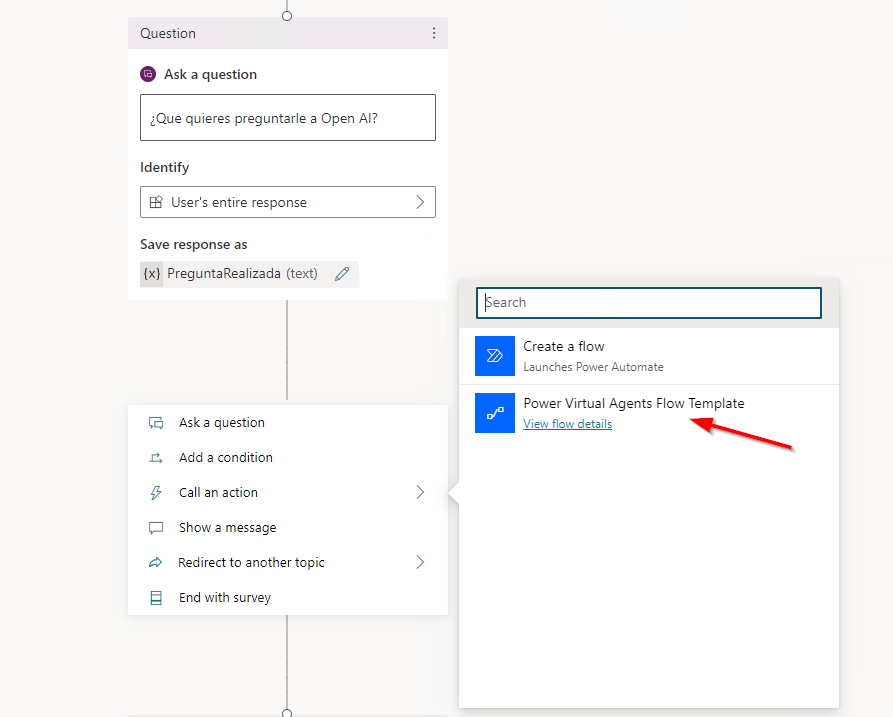 Question
Ask a question
¿Que quieres preguntarle a Open AI?
Identify
User's entire response
Save response as
{x} PreguntaRealizada (text)
Ask a question
Add a condition
Call an action
Show a message
Redirect to another topic
End with survey
Search
Create a flow
Launches Power Automate
Power Virtual Agents Flow Template
View flow details